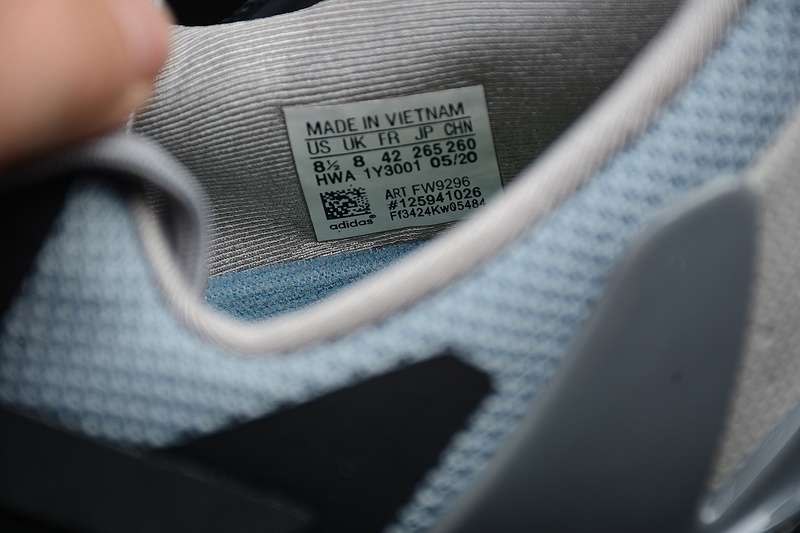 MADE IN VIETNAM
US UK FR JP CHN
8½ 8 42 265 260
HWA 1Y3001 05/20
ART FW9296
#125941026
Ff3424Kw05484
adidas®